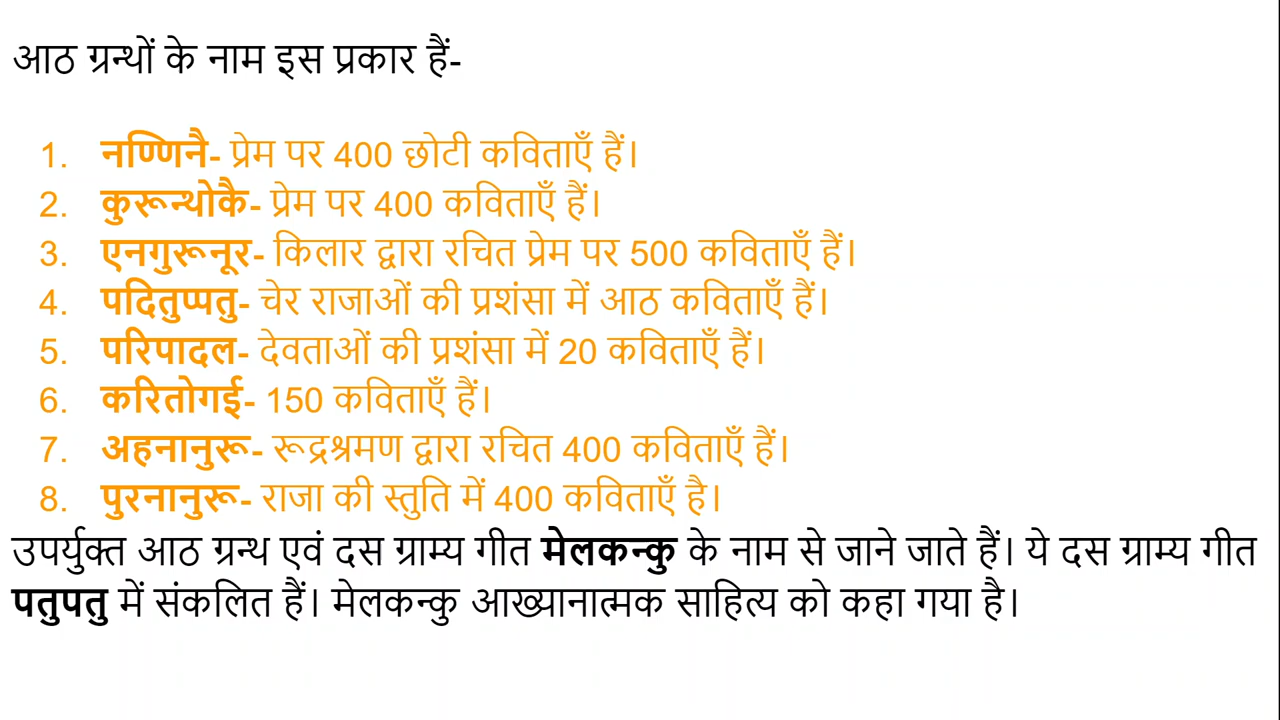 आठ ग्रन्थों के नाम इस प्रकार हैं-
1. नण्णिनै- प्रेम पर 400 छोटी कविताएँ हैं।
2. कुरून्थोकै- प्रेम पर 400 कविताएँ हैं।
3. एनगुरूनूर- किलार द्वारा रचित प्रेम पर 500 कविताएँ हैं।
4. पदितुप्पतु- चेर राजाओं की प्रशंसा में आठ कविताएँ हैं।
5. परिपादल- देवताओं की प्रशंसा में 20 कविताएँ हैं।
6. करितोगई- 150 कविताएँ हैं।
7. अहनानुरू- रूद्रश्रमण द्वारा रचित 400 कविताएँ हैं।
8. पुरनानुरू- राजा की स्तुति में 400 कविताएँ है।
उपर्युक्त आठ ग्रन्थ एवं दस ग्राम्य गीत मेलकन्कु के नाम से जाने जाते हैं। ये दस ग्राम्य गीत
पतुपतु में संकलित हैं। मेलकन्कु आख्यानात्मक साहित्य को कहा गया है।